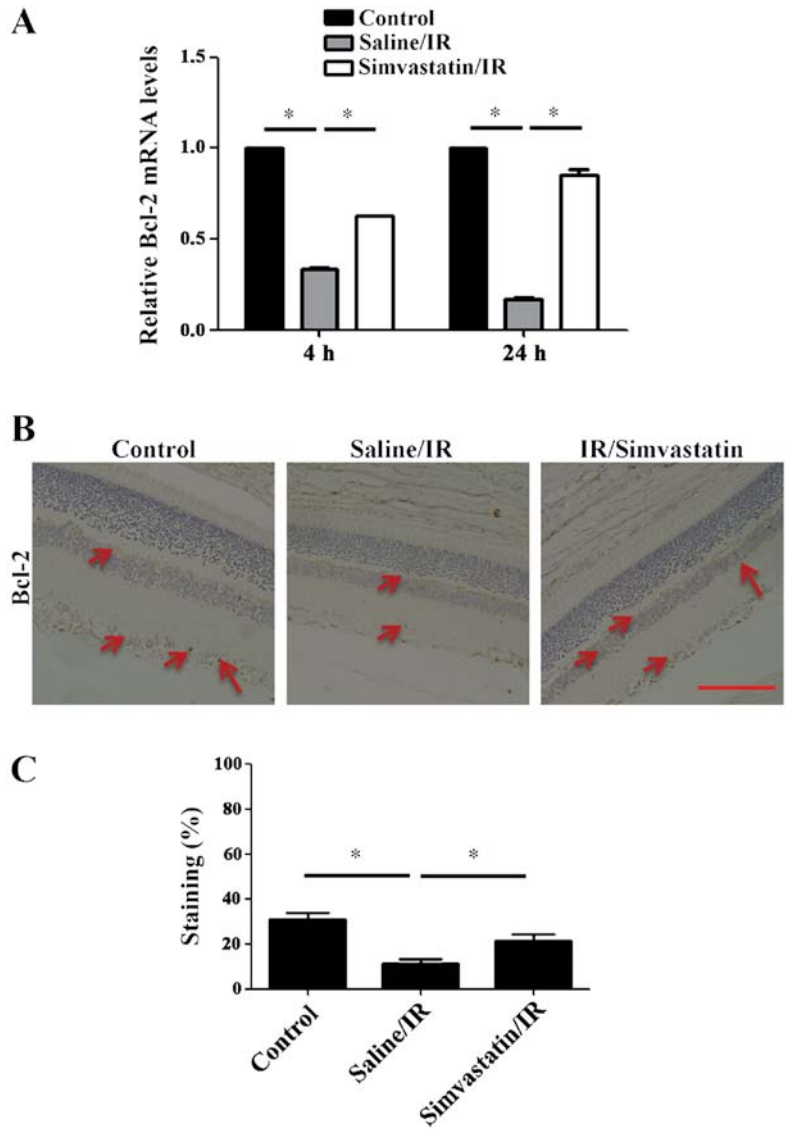 A
Control
Saline/IR
Simvastatin/IR
Relative Bcl-2 mRNA levels
1.5
1.0
0.5
0.0
* * * *
4 h 24 h
B
Control Saline/IR IR/Simvastatin
Bcl-2
C
Staining (%)
100
80
60
40
20
0
* *
Control Saline/IR Simvastatin/IR